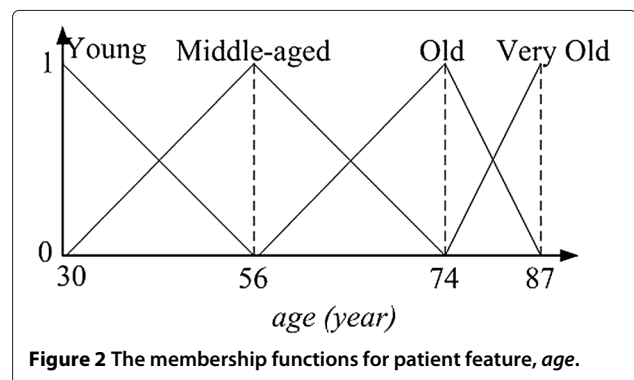 Young Middle-aged Old Very Old
1
0
30 56 74 87
age (year)
Figure 2 The membership functions for patient feature, age.